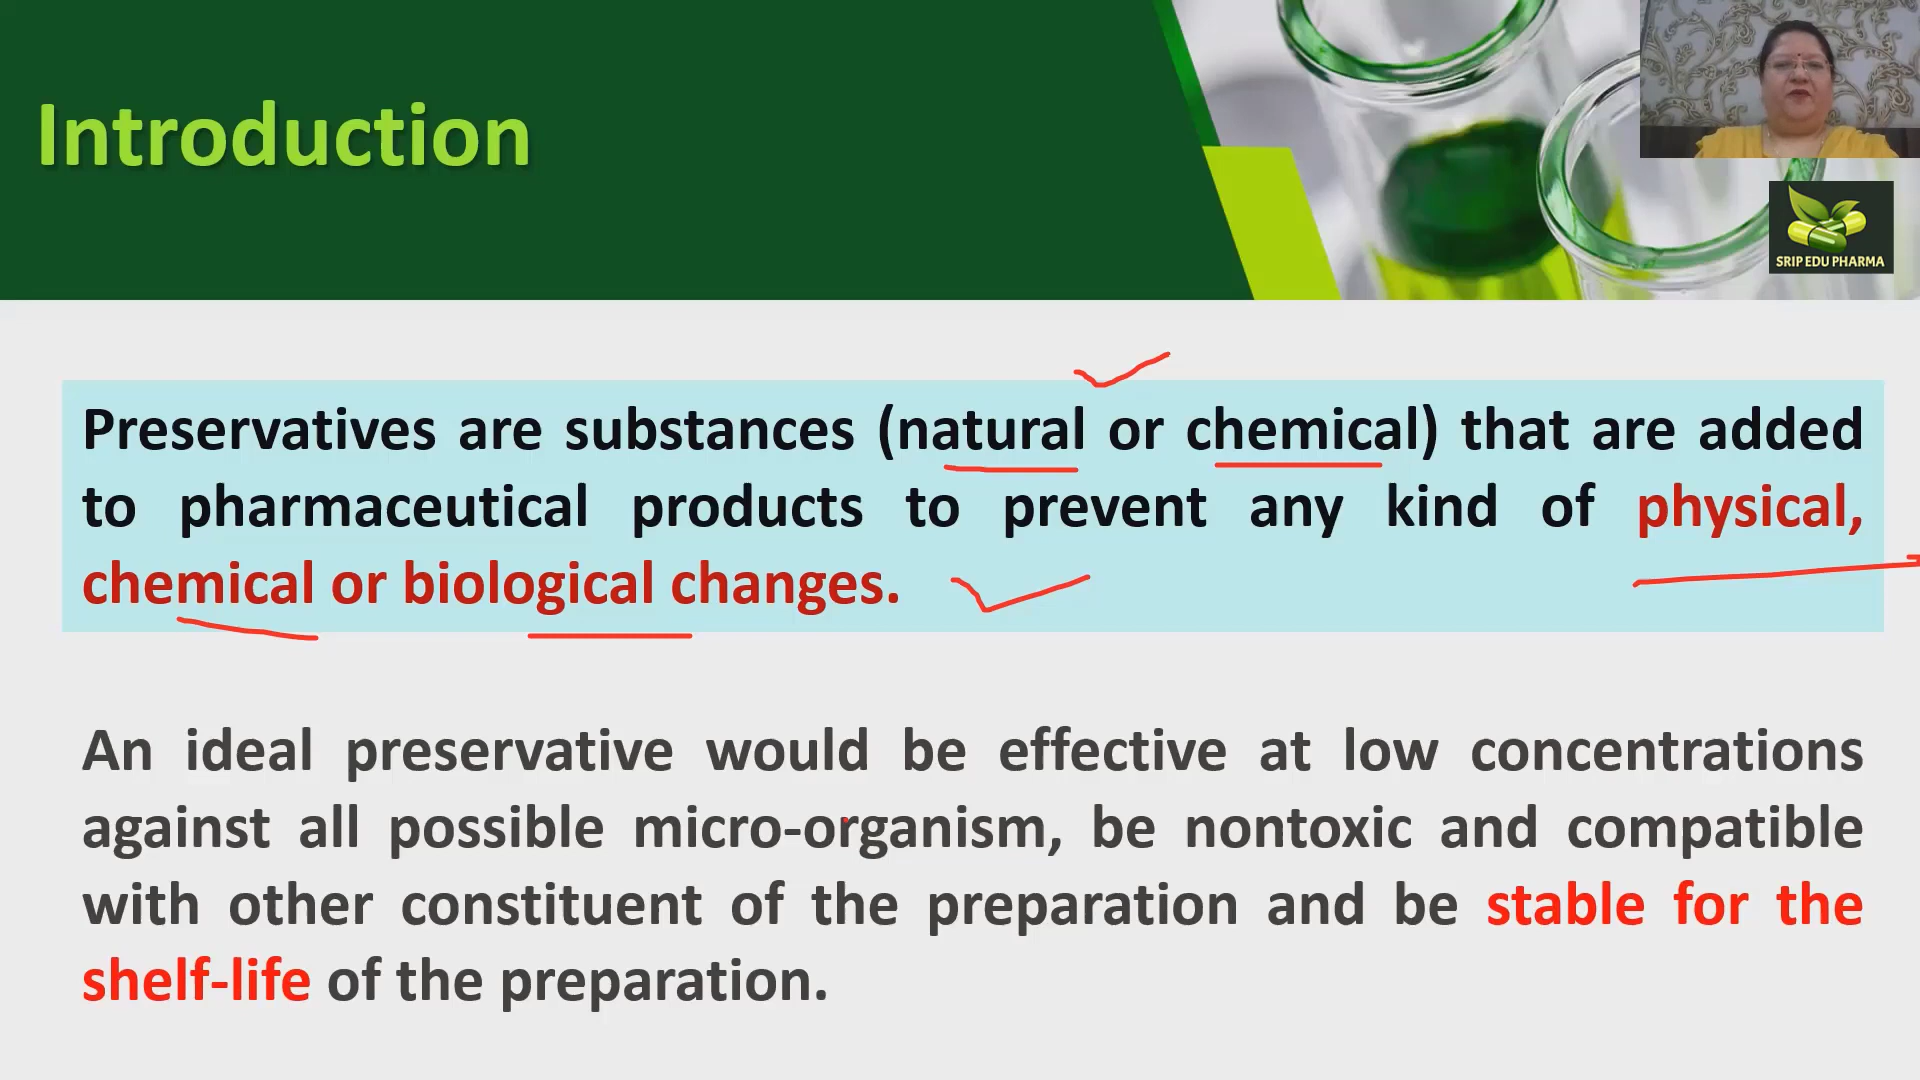 Introduction
SRIP EDU PHARMA
Preservatives are substances (natural or chemical) that are added
to pharmaceutical products to prevent any kind of physical,
chemical or biological changes.
An ideal preservative would be effective at low concentrations
against all possible micro-organism, be nontoxic and compatible
with other constituent of the preparation and be stable for the
shelf-life of the preparation.